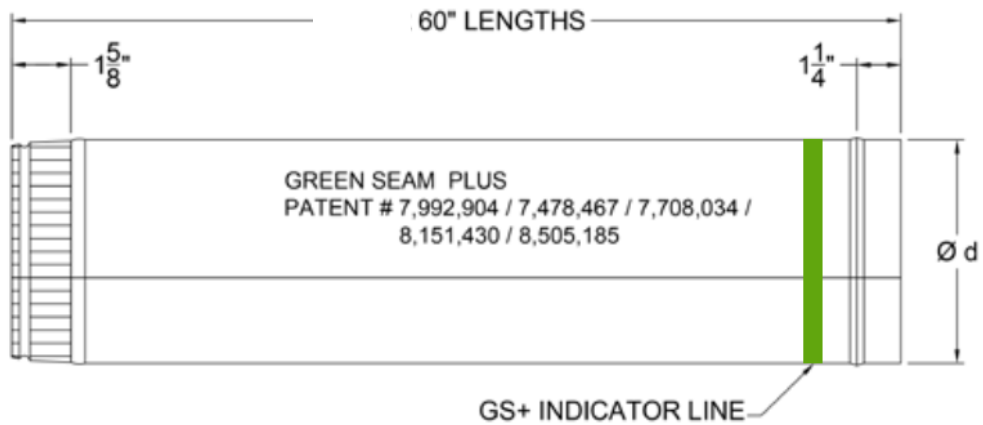 60" LENGTHS
1 5/8"
1 1/4"
GREEN SEAM PLUS
PATENT # 7,992,904 / 7,478,467 / 7,708,034 /
8,151,430 / 8,505,185
Ø d
GS+ INDICATOR LINE